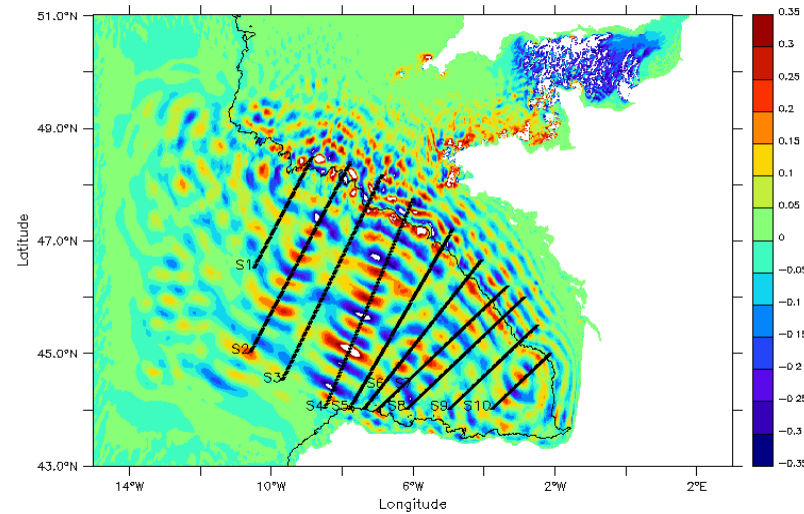 51.0°N
49.0°N
47.0°N
45.0°N
43.0°N
Latitude
14°W
10°W
6°W
2°W
2°E
Longitude
S1
S2
S3
S4
S5
S6
S7
S8
S9
S10
0.35
0.3
0.25
0.2
0.15
0.1
0.05
0
-0.05
-0.1
-0.15
-0.2
-0.25
-0.3
-0.35